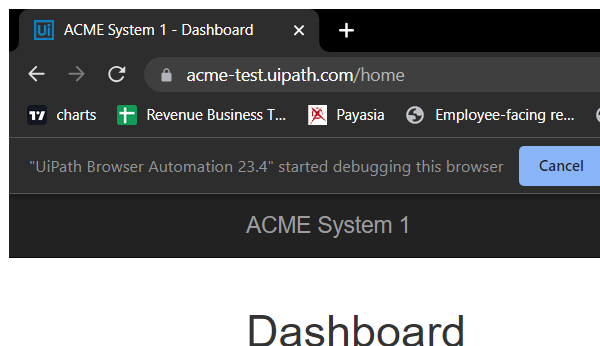 Ui ACME System 1 - Dashboard
acme-test.uipath.com/home
charts Revenue Business T... Payasia Employee-facing re...
"UiPath Browser Automation 23.4" started debugging this browser Cancel
ACME System 1
Dashboard